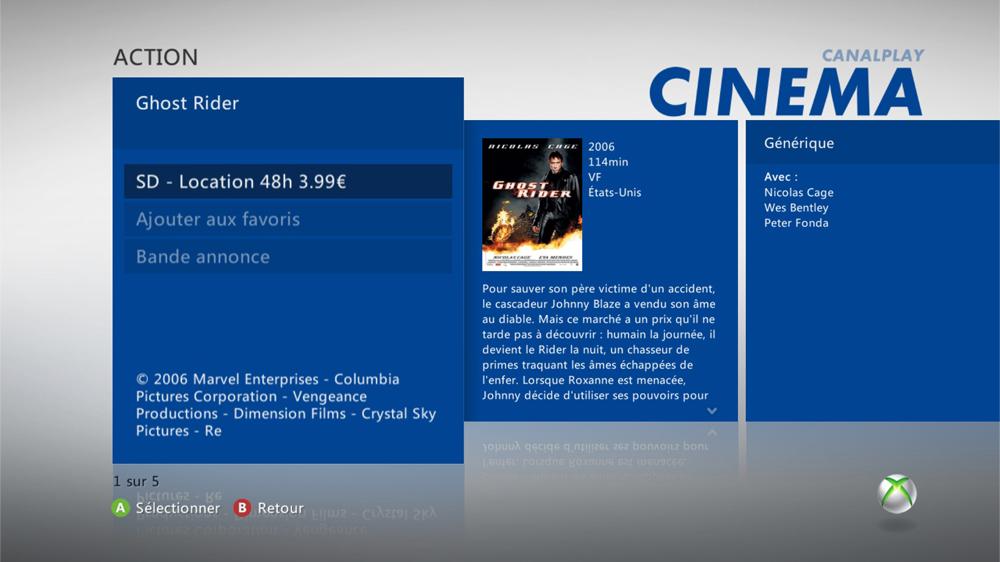 ACTION
CANALPLAY
CINEMA
Ghost Rider
SD - Location 48h 3.99€
Ajouter aux favoris
Bande annonce
© 2006 Marvel Enterprises - Columbia
Pictures Corporation - Vengeance
Productions - Dimension Films - Crystal Sky
Pictures - Re
NICOLAS CAGE
GHOST
RIDER
NICOLAS CAGE EVA MENDES
2006
114min
VF
États-Unis
Pour sauver son père victime d'un accident,
le cascadeur Johnny Blaze a vendu son âme
au diable. Mais ce marché a un prix qu'il ne
tarde pas à découvrir : humain la journée, il
devient le Rider la nuit, un chasseur de
primes traquant les âmes échappées de
l'enfer. Lorsque Roxanne est menacée,
Johnny décide d'utiliser ses pouvoirs pour
Générique
Avec :
Nicolas Cage
Wes Bentley
Peter Fonda
1 sur 5
A Sélectionner B Retour